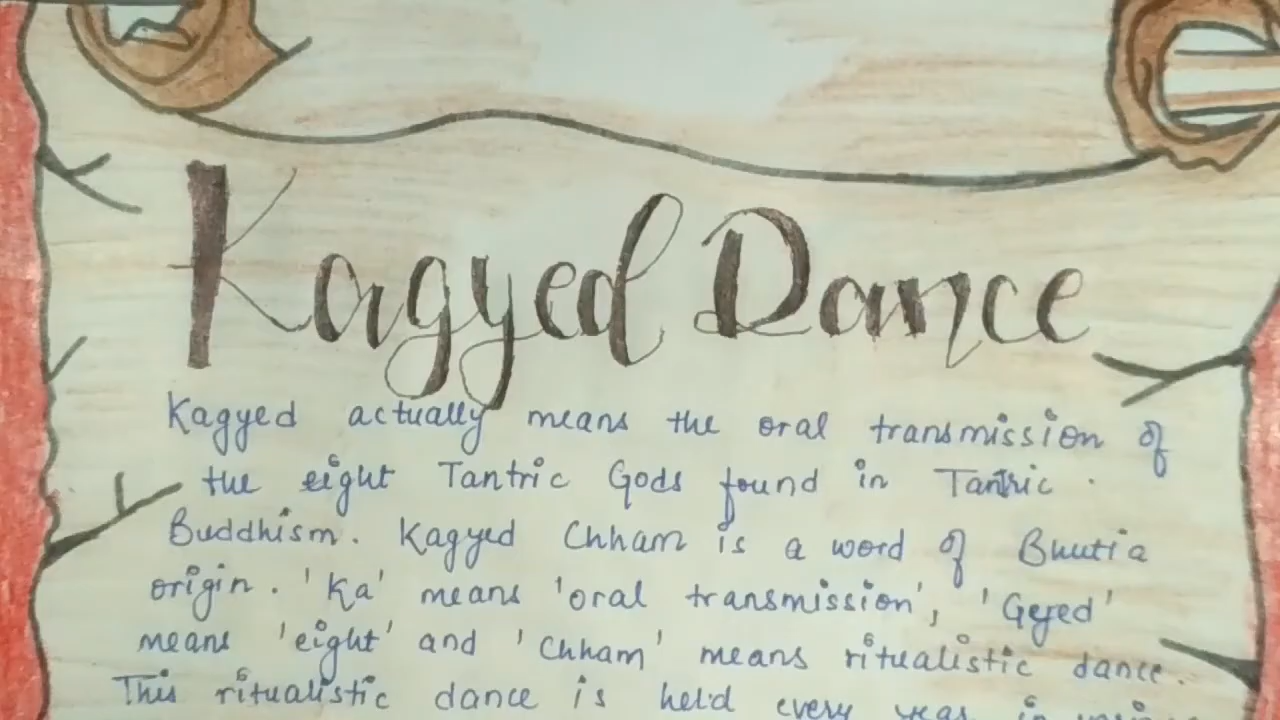 Kagyed Dance
Kagyed actually means the oral transmission of
the eight Tantric Gods found in Tantric
Buddhism. Kagyed Chham is a word of Bhutia
origin. 'Ka' means 'oral transmission', 'Gyed'
means 'eight' and 'Chham' means ritualistic dance.
This ritualistic dance is held every year in